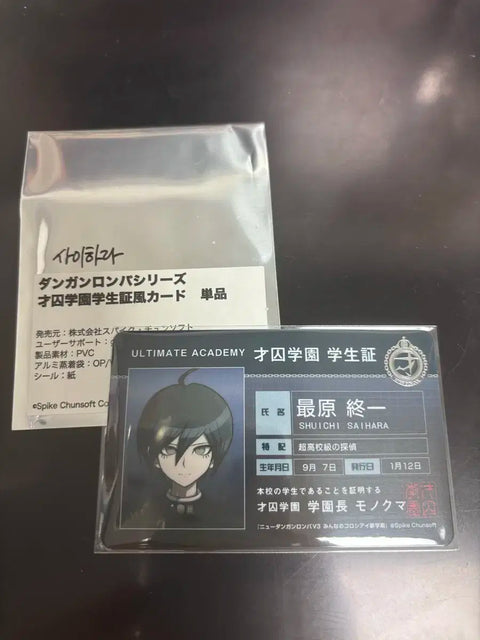 사이하라
ダンガンロンパシリーズ
才囚学園学生証風カード 単品
発売元：株式会社スパイク・チュンソフト
ユーザーサポート：
製品素材：PVC
アルミ蒸着袋：OP/
シール：紙
©Spike Chunsoft Co
ULTIMATE ACADEMY 才囚学園 学生証
氏名 最原 終一
SHUICHI SAIHARA
特記 超高校級の探偵
生年月日 9月 7日 発行日 1月12日
本校の学生であることを証明する
才囚学園 学園長 モノクマ
『ニューダンガンロンパV3 みんなのコロシアイ新学期』 ©Spike Chunsoft